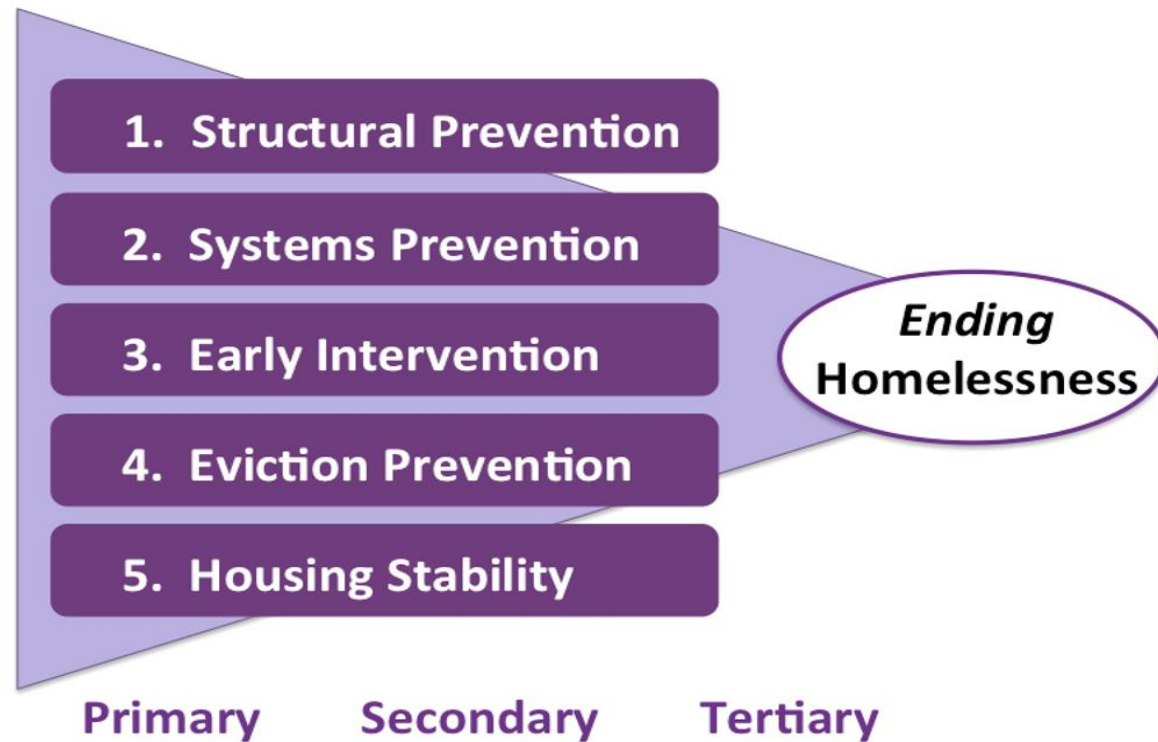 1. Structural Prevention
2. Systems Prevention
3. Early Intervention
4. Eviction Prevention
5. Housing Stability
Ending
Homelessness
Primary Secondary Tertiary